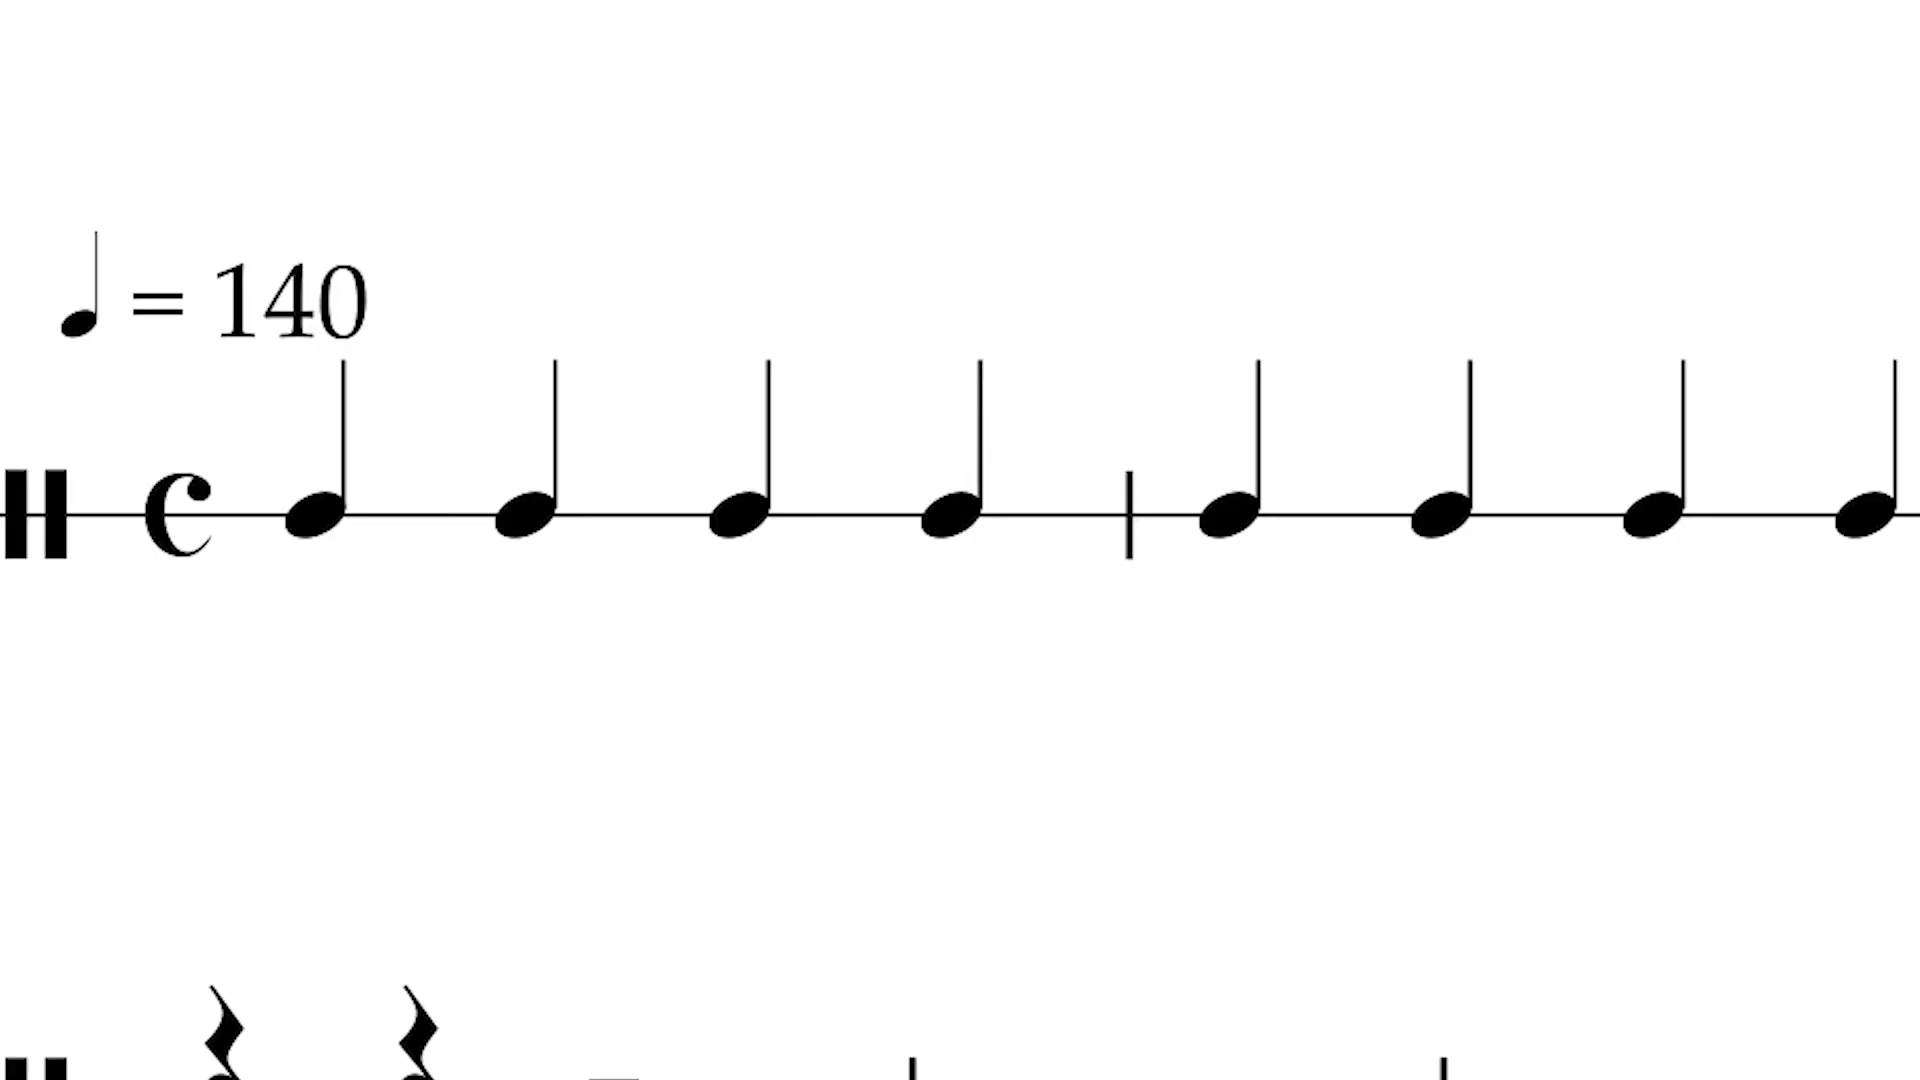 ♩ = 140